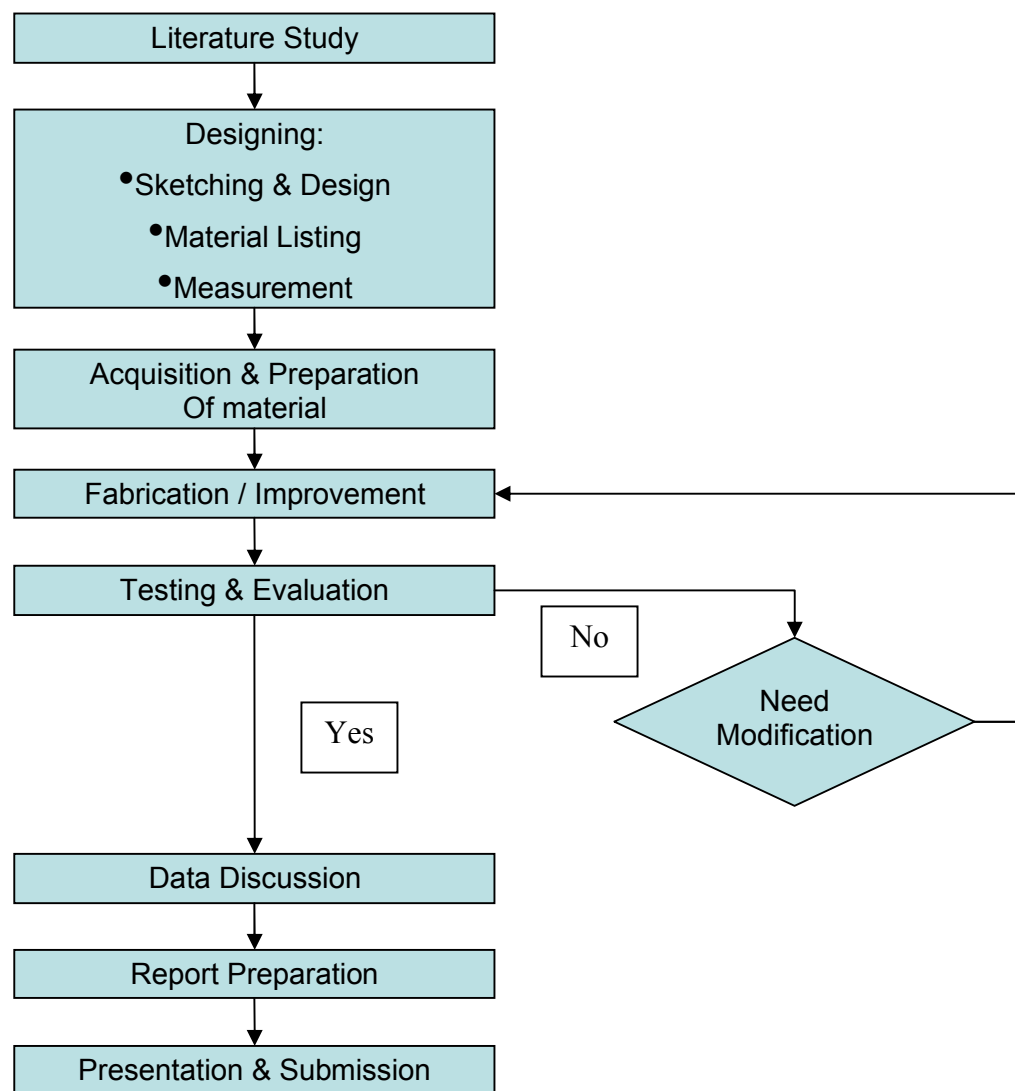 Literature Study
Designing:
•Sketching & Design
•Material Listing
•Measurement
Acquisition & Preparation
Of material
Fabrication / Improvement
Testing & Evaluation
No
Need
Modification
Yes
Data Discussion
Report Preparation
Presentation & Submission